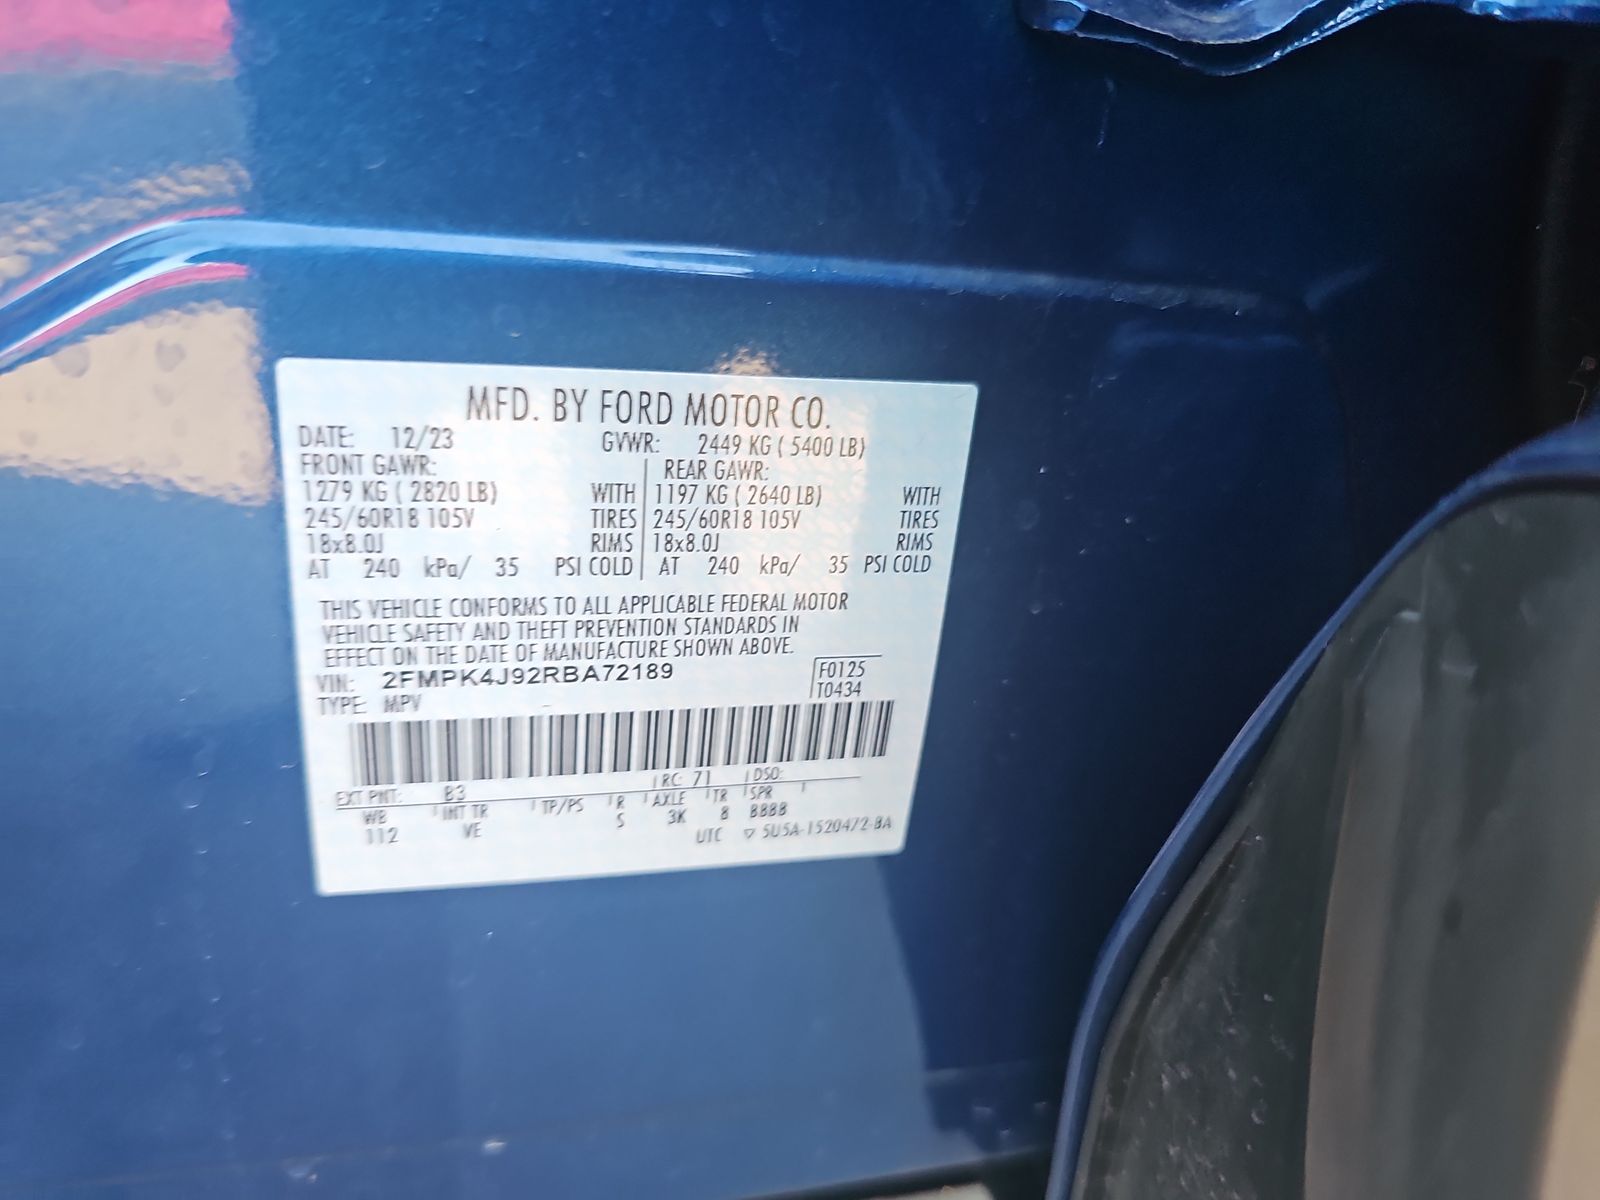 MFD. BY FORD MOTOR CO.
DATE: 12/23 GVWR: 2449 KG ( 5400 LB)
FRONT GAWR: REAR GAWR:
1279 KG ( 2820 LB) WITH 1197 KG ( 2640 LB) WITH
245/60R18 105V TIRES 245/60R18 105V TIRES
18x8.0J RIMS 18x8.0J RIMS
AT 240 kPa/ 35 PSI COLD AT 240 kPa/ 35 PSI COLD
THIS VEHICLE CONFORMS TO ALL APPLICABLE FEDERAL MOTOR
VEHICLE SAFETY AND THEFT PREVENTION STANDARDS IN
EFFECT ON THE DATE OF MANUFACTURE SHOWN ABOVE.
VIN: 2FMPK4J92RBA72189 F0125
TYPE: MPV T0434
EXT PNT: B3 RC: 71 DSO:
WB INT TR TP/PS R AXLE TR SPR
112 VE S 3K 8 8888
UTC ▽ 5U5A-1520472-BA